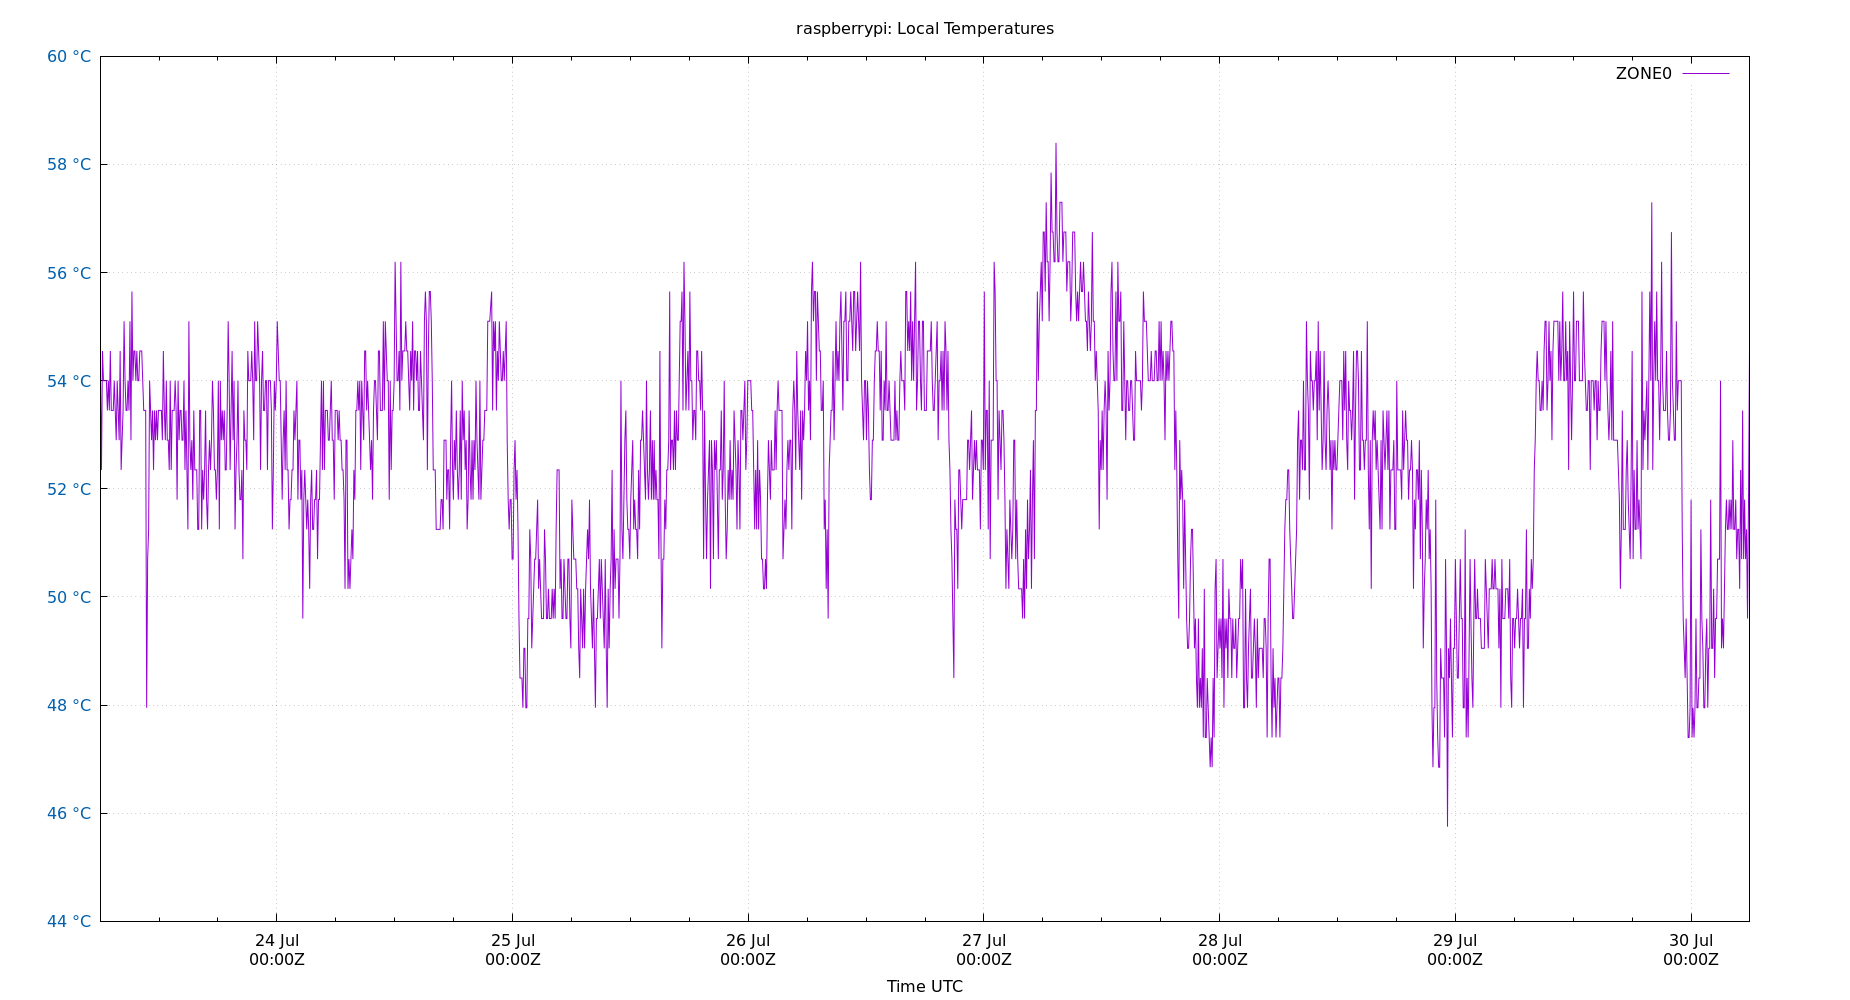 raspberrypi: Local Temperatures
60 °C
ZONE0
58 °C
56 °C
54 °C
52 °C
50 °C
48 °C
46 °C
44 °C
24 Jul 25 Jul 26 Jul 27 Jul 28 Jul 29 Jul 30 Jul
00:00Z 00:00Z 00:00Z 00:00Z 00:00Z 00:00Z 00:00Z
Time UTC